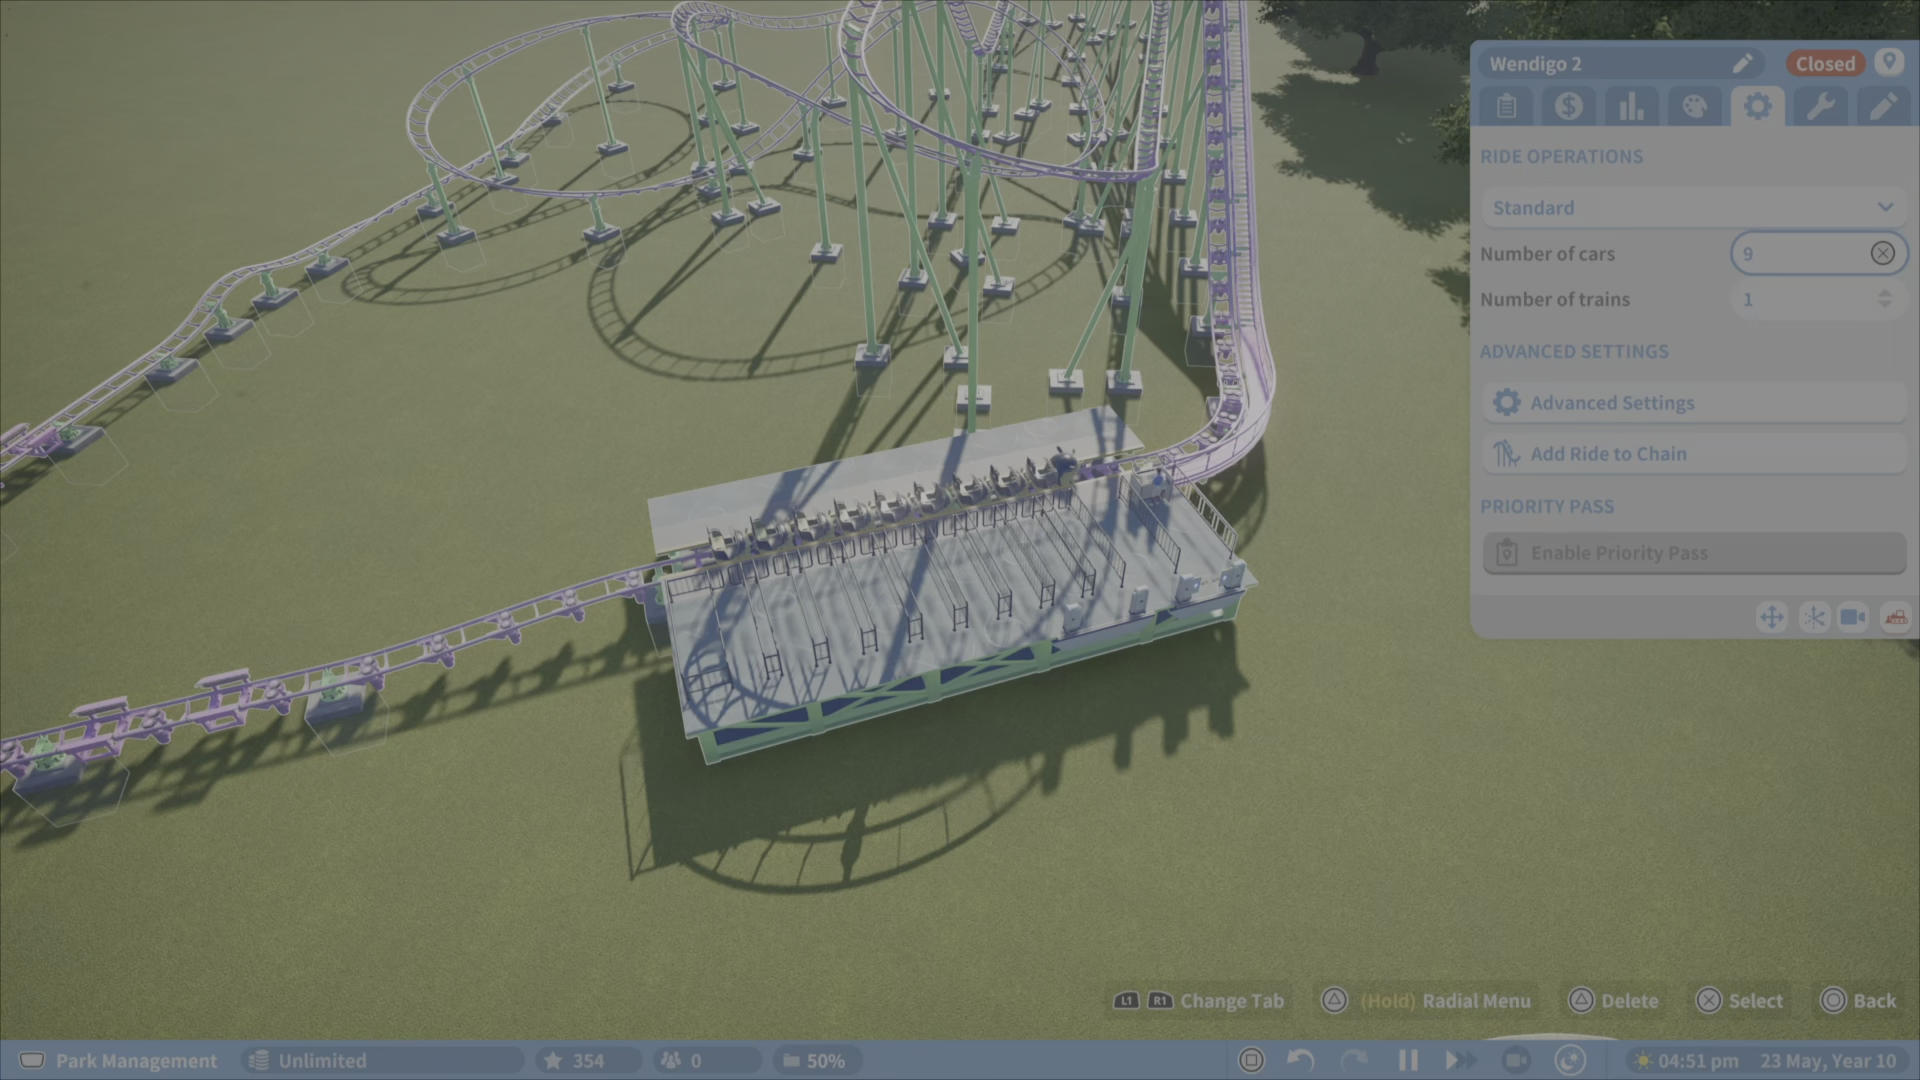 Wendigo 2
Closed
RIDE OPERATIONS
Standard
Number of cars 9
Number of trains 1
ADVANCED SETTINGS
Advanced Settings
Add Ride to Chain
PRIORITY PASS
Enable Priority Pass
L1 R1 Change Tab (Hold) Radial Menu Delete Select Back
Park Management Unlimited 354 0 50% 04:51 pm 23 May, Year 10